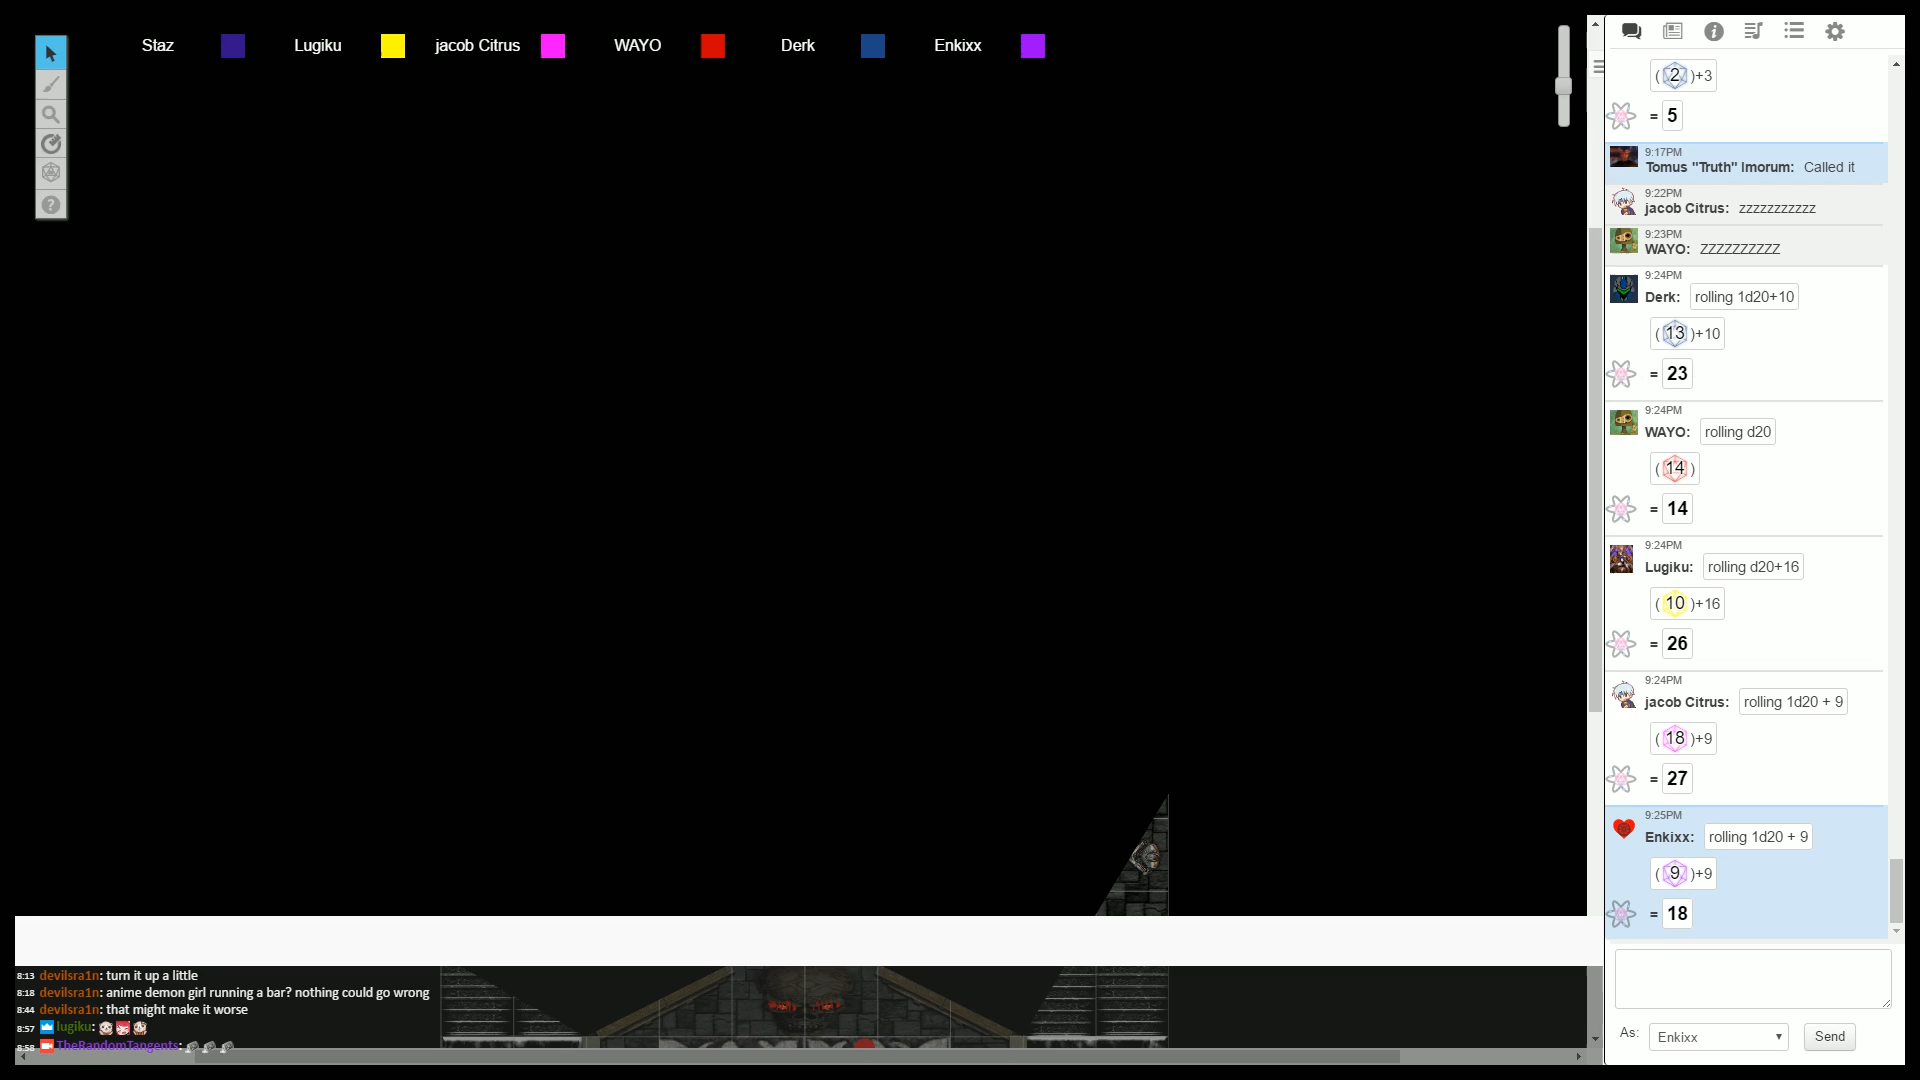 Staz
Lugiku
jacob Citrus
WAYO
Derk
Enkixx
(2)+3
= 5
9:17PM
Tomus "Truth" Imorum: Called it
9:22PM
jacob Citrus: zzzzzzzzzzz
9:23PM
WAYO: ZZZZZZZZZZ
9:24PM
Derk: rolling 1d20+10
(13)+10
= 23
9:24PM
WAYO: rolling d20
(14)
= 14
9:24PM
Lugiku: rolling d20+16
(10)+16
= 26
9:24PM
jacob Citrus: rolling 1d20 + 9
(18)+9
= 27
9:25PM
Enkixx: rolling 1d20 + 9
(9)+9
= 18
As: Enkixx
Send
8:13 devilsra1n: turn it up a little
8:18 devilsra1n: anime demon girl running a bar? nothing could go wrong
8:44 devilsra1n: that might make it worse
8:57 lugiku:
8:58 TheRandomTangents: